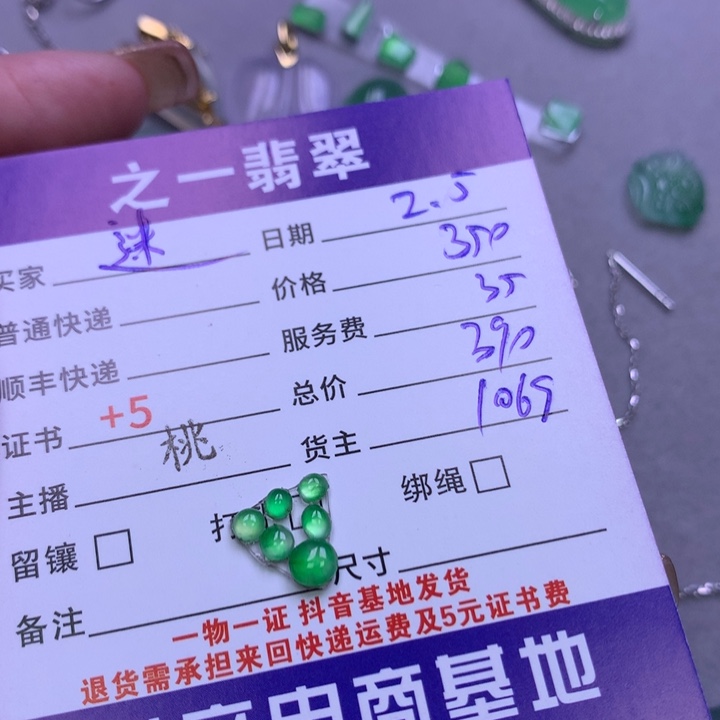 之一翡翠
买家 迷 日期 2.5
普通快递 价格 350
顺丰快递 服务费 35
证书 +5 总价 390
主播 桃 货主 1069
留镶 打 绑绳
备注 尺寸
一物一证 抖音基地发货
退货需承担来回快递运费及5元证书费
电商基地